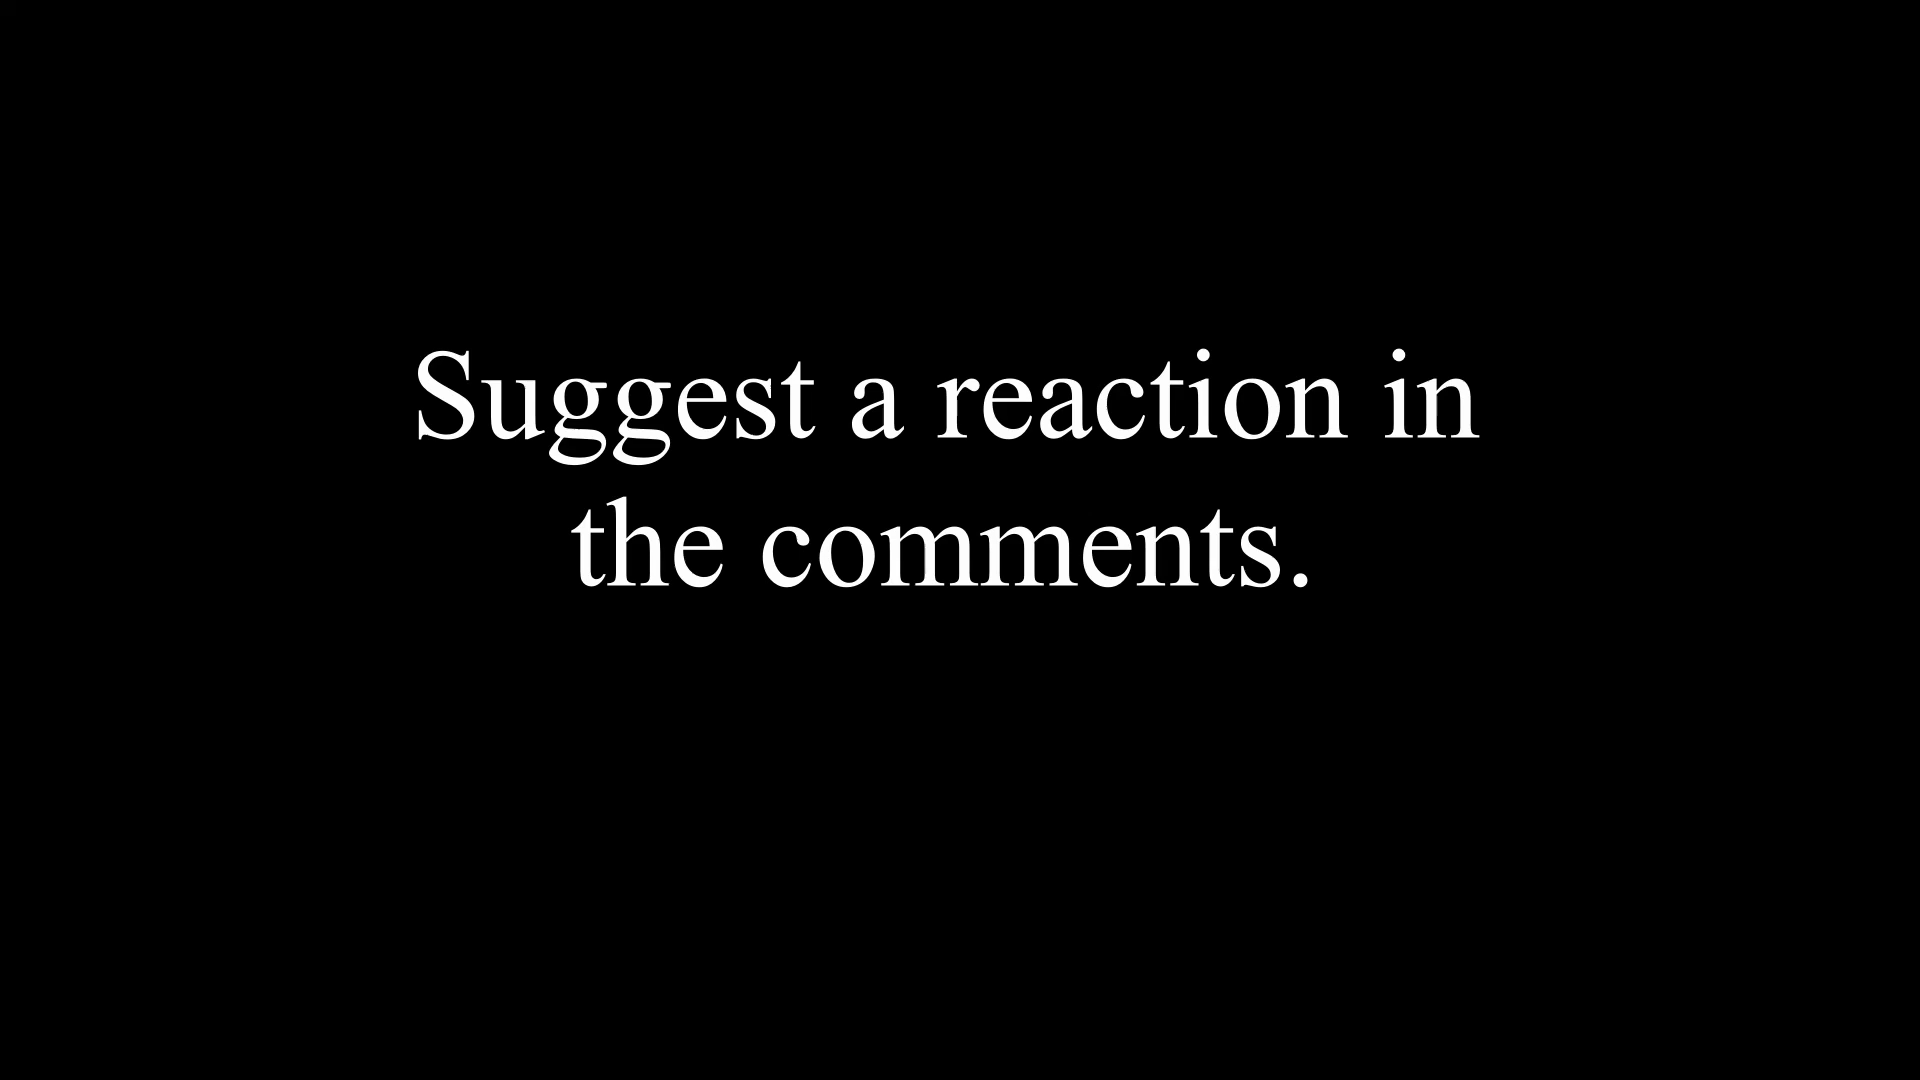 Suggest a reaction in
the comments.